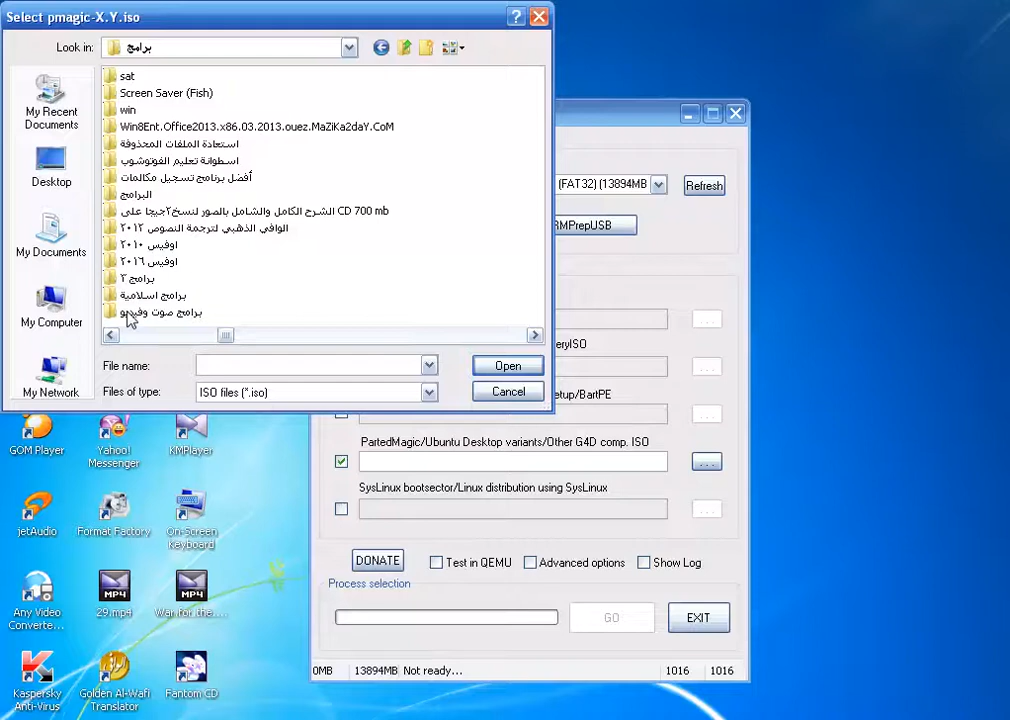 Select pmagic-X.Y.iso
Look in:
برامج
My Recent
Documents
Desktop
My Documents
My Computer
My Network
sat
Screen Saver (Fish)
win
Win8Ent.Office2013.x86.03.2013.ouez.MaZiKa2daY.CoM
استعادة الملفات المحذوفة
اسطوانة تعليم الفوتوشوب
أفضل برنامج تسجيل مكالمات
البرامج
الشرح الكامل والشامل بالصور لنسخ٢جيجا على CD 700 mb
الوافي الذهبي لترجمة النصوص ٢٠١٢
اوفيس ٢٠١٠
اوفيس ٢٠١٦
برامج ٣
برامج اسلامية
برامج صوت وفيديو
File name:
Open
Files of type:
ISO files (*.iso)
Cancel
(FAT32) (13894MB
Refresh
RMPrepUSB
eryISO
etup/BartPE
PartedMagic/Ubuntu Desktop variants/Other G4D comp. ISO
SysLinux bootsector/Linux distribution using SysLinux
DONATE
Test in QEMU
Advanced options
Show Log
Process selection
GO
EXIT
0MB
13894MB
Not ready...
1016
1016
GOM Player
Yahoo!
Messenger
KMPlayer
jetAudio
Format Factory
On-Screen
Keyboard
Any Video
Converte...
MP4
29.mp4
MP4
War for the....
Kaspersky
Anti-Virus
الوافي
Golden Al-Wafi
Translator
Fantom CD